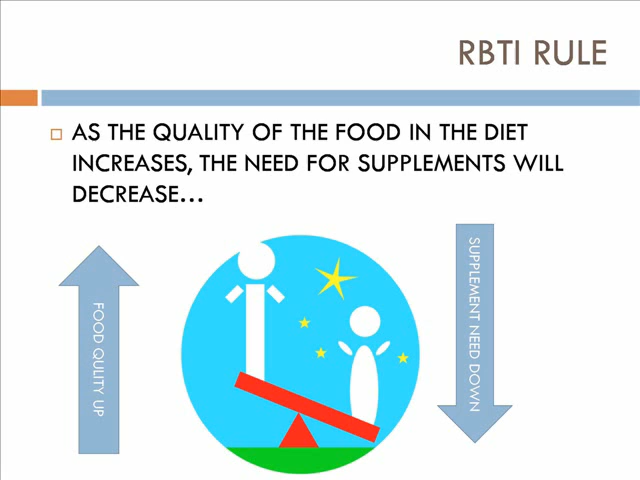 RBTI RULE
AS THE QUALITY OF THE FOOD IN THE DIET
INCREASES, THE NEED FOR SUPPLEMENTS WILL
DECREASE…
FOOD QULITY UP
SUPPLEMENT NEED DOWN